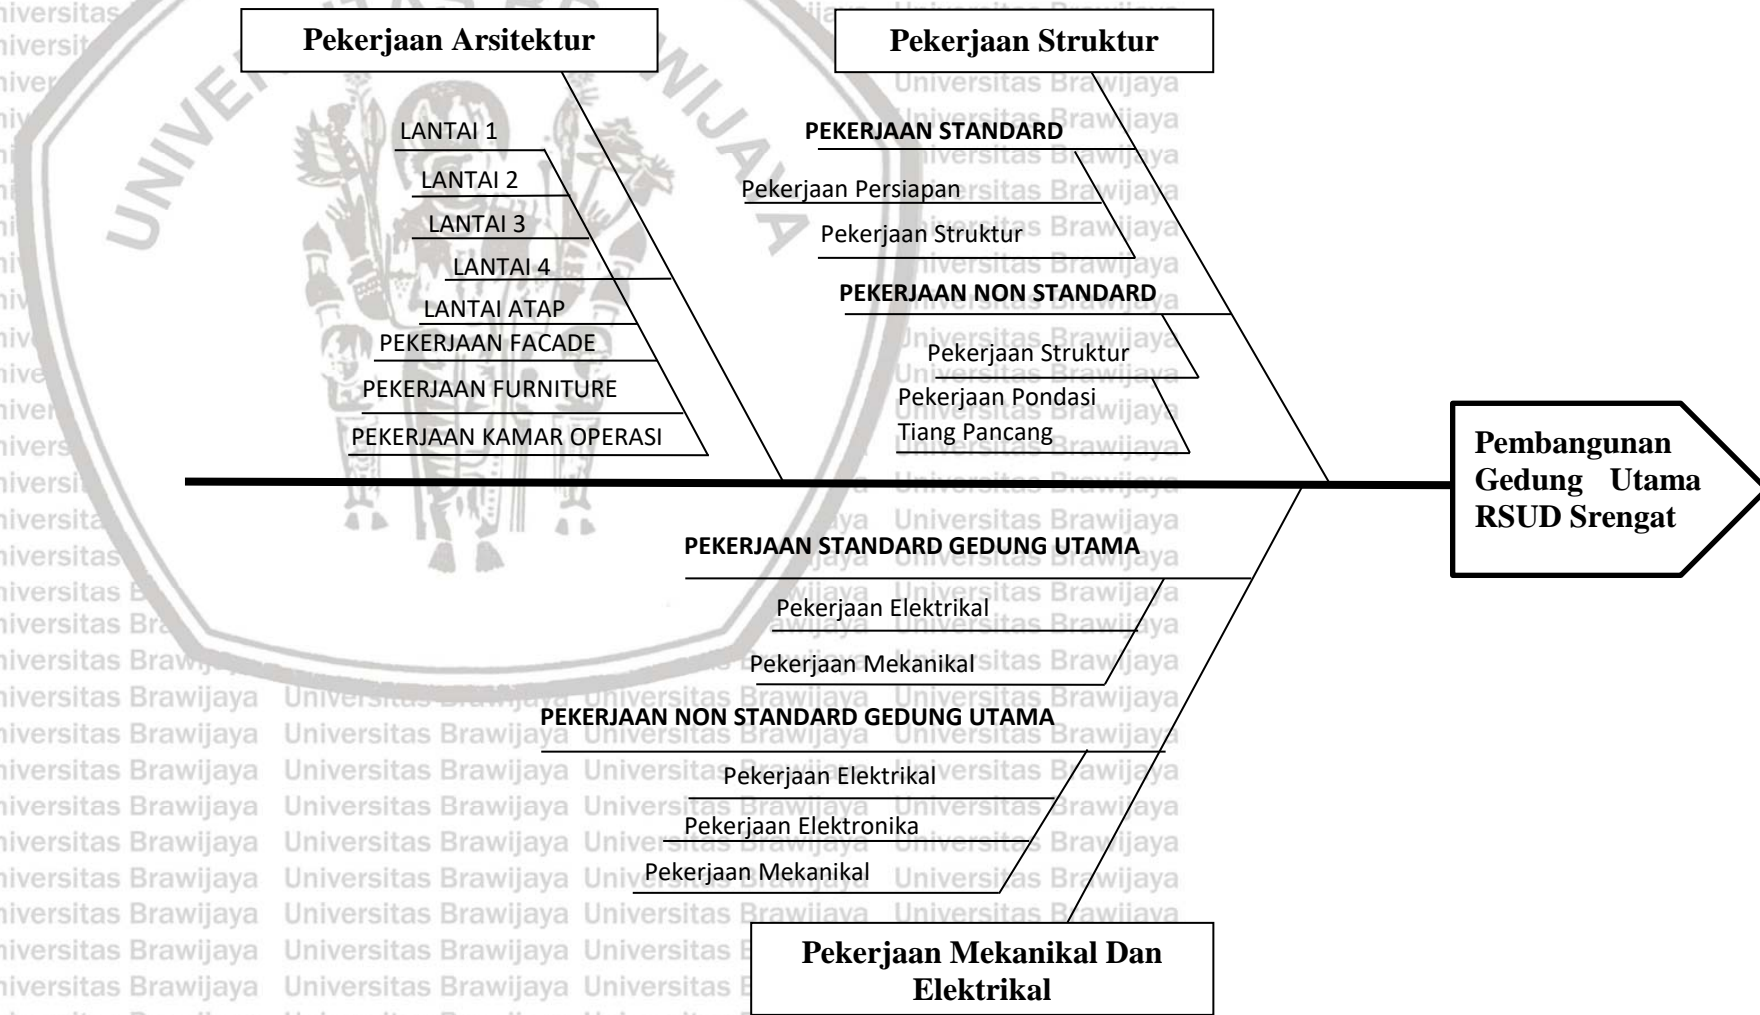 Pekerjaan Arsitektur
LANTAI 1
LANTAI 2
LANTAI 3
LANTAI 4
LANTAI ATAP
PEKERJAAN FACADE
PEKERJAAN FURNITURE
PEKERJAAN KAMAR OPERASI
Pekerjaan Struktur
PEKERJAAN STANDARD
Pekerjaan Persiapan
Pekerjaan Struktur
PEKERJAAN NON STANDARD
Pekerjaan Struktur
Pekerjaan Pondasi
Tiang Pancang
Pembangunan
Gedung Utama
RSUD Srengat
PEKERJAAN STANDARD GEDUNG UTAMA
Pekerjaan Elektrikal
Pekerjaan Mekanikal
PEKERJAAN NON STANDARD GEDUNG UTAMA
Pekerjaan Elektrikal
Pekerjaan Elektronika
Pekerjaan Mekanikal
Pekerjaan Mekanikal Dan
Elektrikal